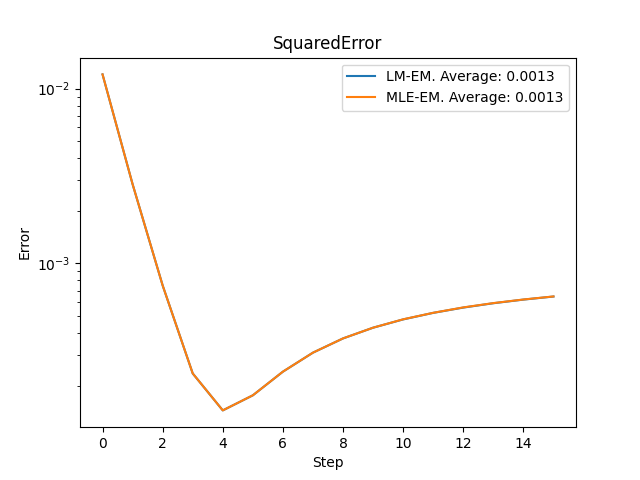 SquaredError
LM-EM. Average: 0.0013
MLE-EM. Average: 0.0013
10⁻²
10⁻³
Error
0 2 4 6 8 10 12 14
Step